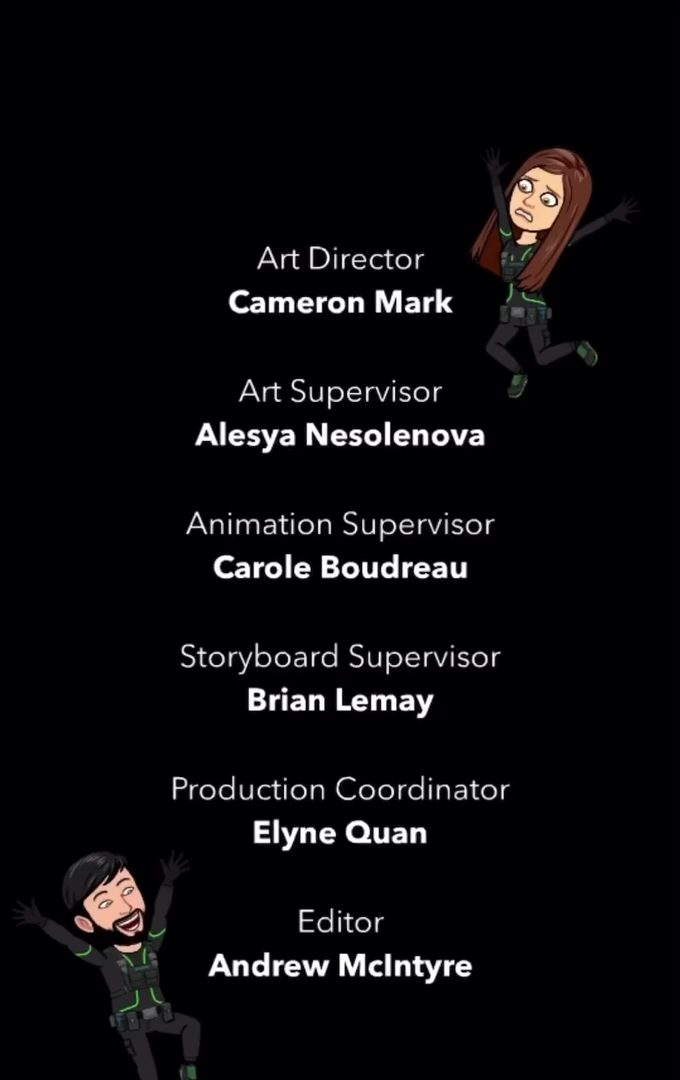 Art Director
Cameron Mark
Art Supervisor
Alesya Nesolenova
Animation Supervisor
Carole Boudreau
Storyboard Supervisor
Brian Lemay
Production Coordinator
Elyne Quan
Editor
Andrew McIntyre